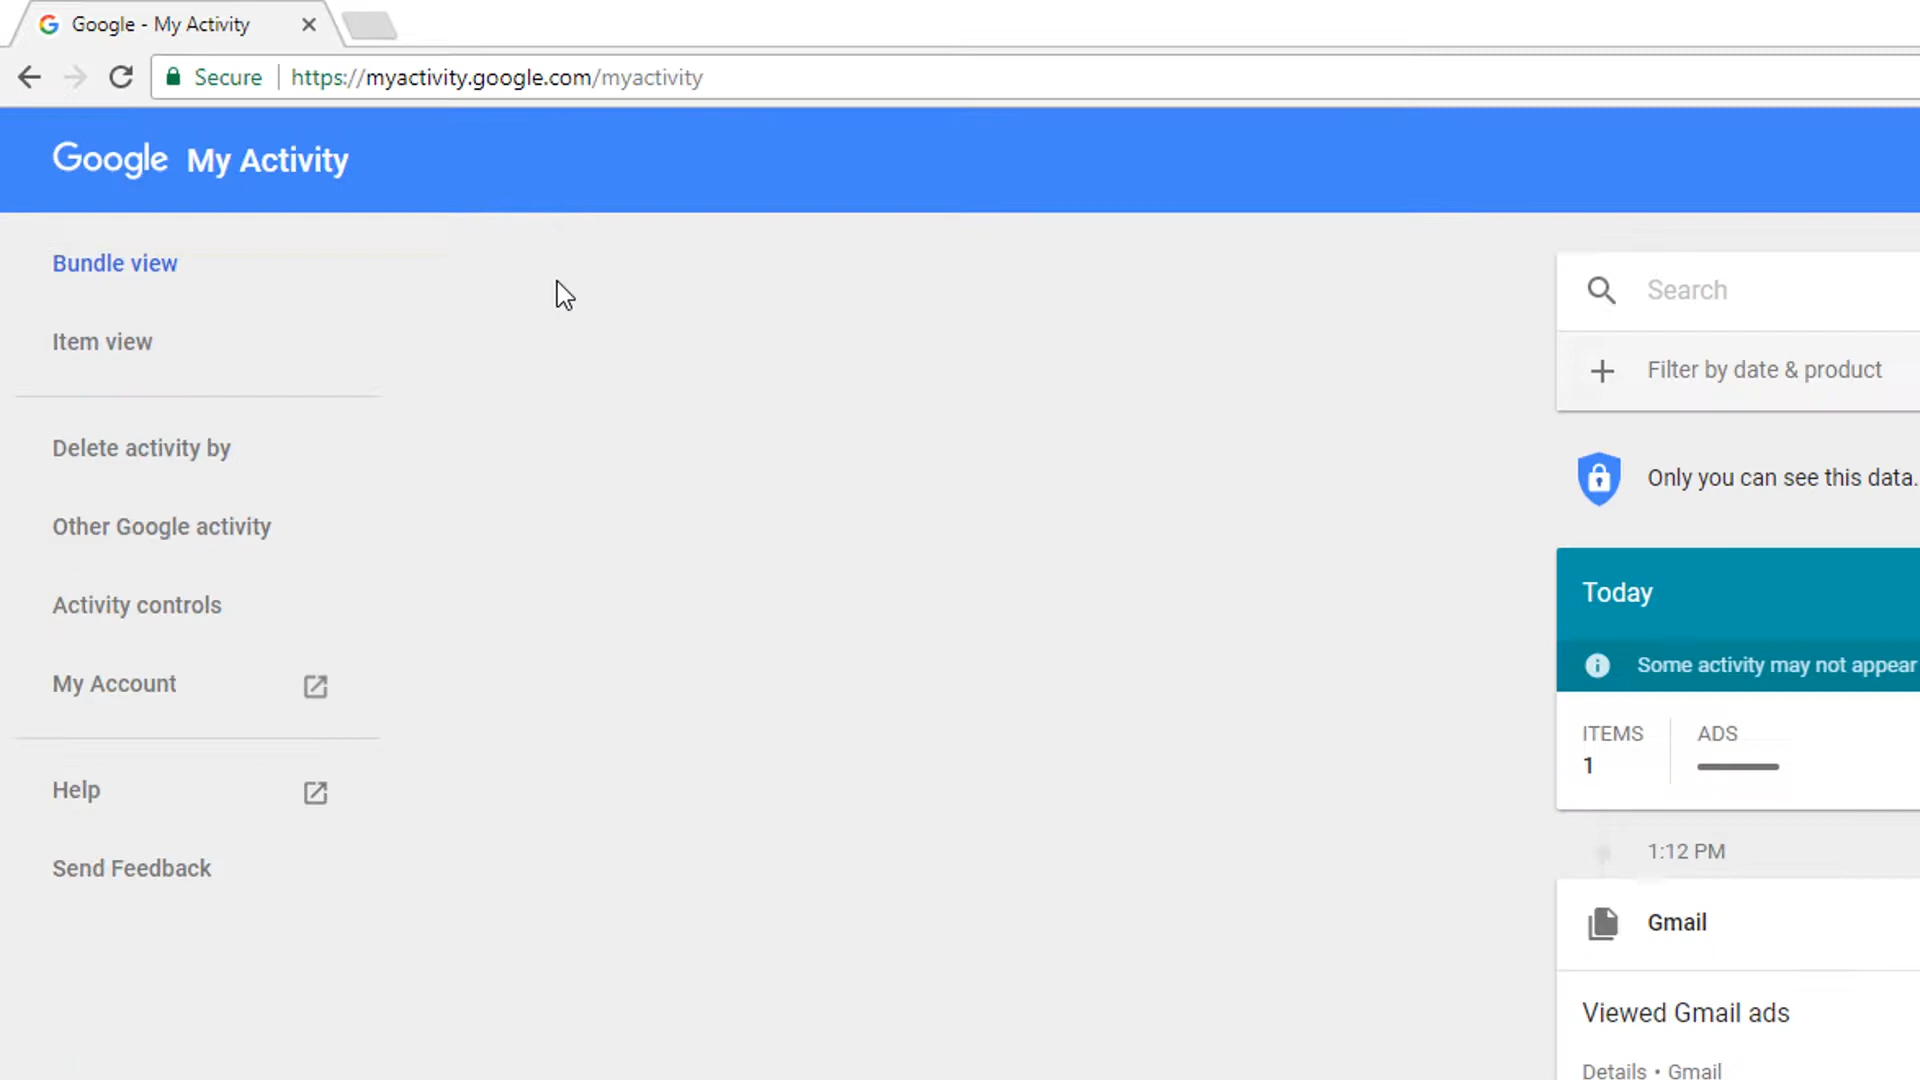 Google - My Activity
Secure https://myactivity.google.com/myactivity
Google My Activity
Bundle view
Item view
Delete activity by
Other Google activity
Activity controls
My Account
Help
Send Feedback
Search
Filter by date & product
Only you can see this data.
Today
Some activity may not appear
ITEMS ADS
1
1:12 PM
Gmail
Viewed Gmail ads
Details • Gmail